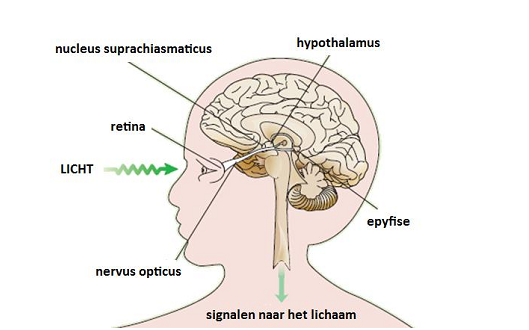 hypothalamus
nucleus suprachiasmaticus
retina
LICHT
epyfise
nervus opticus
signalen naar het lichaam